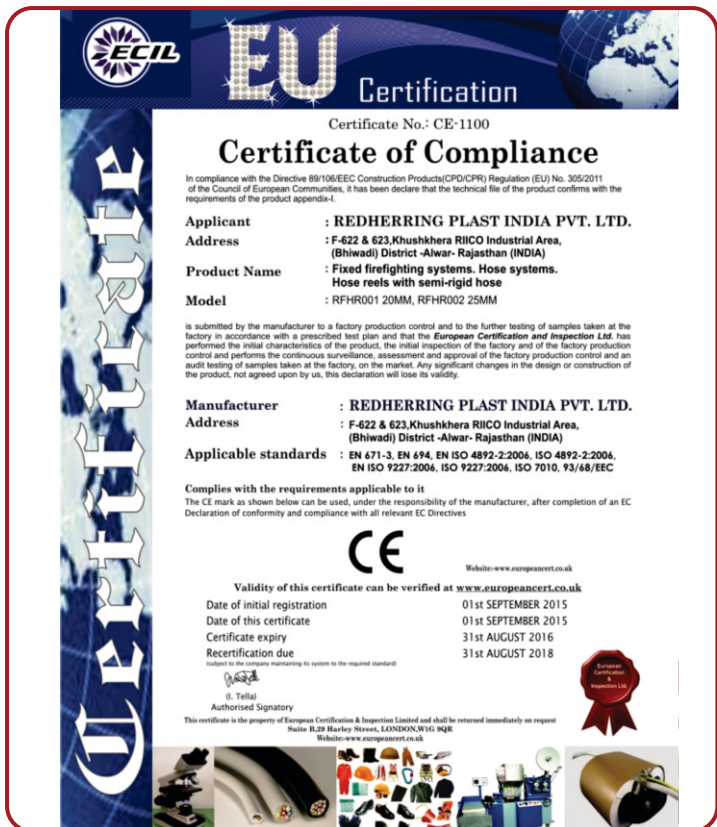 ECIL
EU
Certification
Certificate
Certificate No.: CE-1100
Certificate of Compliance
In compliance with the Directive 89/106/EEC Construction Products(CPD/CPR) Regulation (EU) No. 305/2011
of the Council of European Communities, it has been declare that the technical file of the product confirms with the
requirements of the product appendix-I.
Applicant : REDHERRING PLAST INDIA PVT. LTD.
Address : F-622 & 623,Khushkhera RIICO Industrial Area,
(Bhiwadi) District -Alwar- Rajasthan (INDIA)
Product Name : Fixed firefighting systems. Hose systems.
Hose reels with semi-rigid hose
Model : RFHR001 20MM, RFHR002 25MM
is submitted by the manufacturer to a factory production control and to the further testing of samples taken at the
factory in accordance with a prescribed test plan and that the European Certification and Inspection Ltd. has
performed the initial characteristics of the product, the initial inspection of the factory and of the factory production
control and performs the continuous surveillance, assessment and approval of the factory production control and an
audit testing of samples taken at the factory, on the market. Any significant changes in the design or construction of
the product, not agreed upon by us, this declaration will lose its validity.
Manufacturer : REDHERRING PLAST INDIA PVT. LTD.
Address : F-622 & 623,Khushkhera RIICO Industrial Area,
(Bhiwadi) District -Alwar- Rajasthan (INDIA)
Applicable standards : EN 671-3, EN 694, EN ISO 4892-2:2006, ISO 4892-2:2006,
EN ISO 9227:2006, ISO 9227:2006, ISO 7010, 93/68/EEC
Complies with the requirements applicable to it
The CE mark as shown below can be used, under the responsibility of the manufacturer, after completion of an EC
Declaration of conformity and compliance with all relevant EC Directives
CE
Website:-www.europeancert.co.uk
Validity of this certificate can be verified at www.europeancert.co.uk
Date of initial registration 01st SEPTEMBER 2015
Date of this certificate 01st SEPTEMBER 2015
Certificate expiry 31st AUGUST 2016
Recertification due 31st AUGUST 2018
(subject to the company maintaining its system to the required standard)
European
Certification
&
Inspection Ltd.
(I. Tella)
Authorised Signatory
This certificate is the property of European Certification & Inspection Limited and shall be returned immediately on request
Suite B,29 Harley Street, LONDON,W1G 9QR
Website:-www.europeancert.co.uk